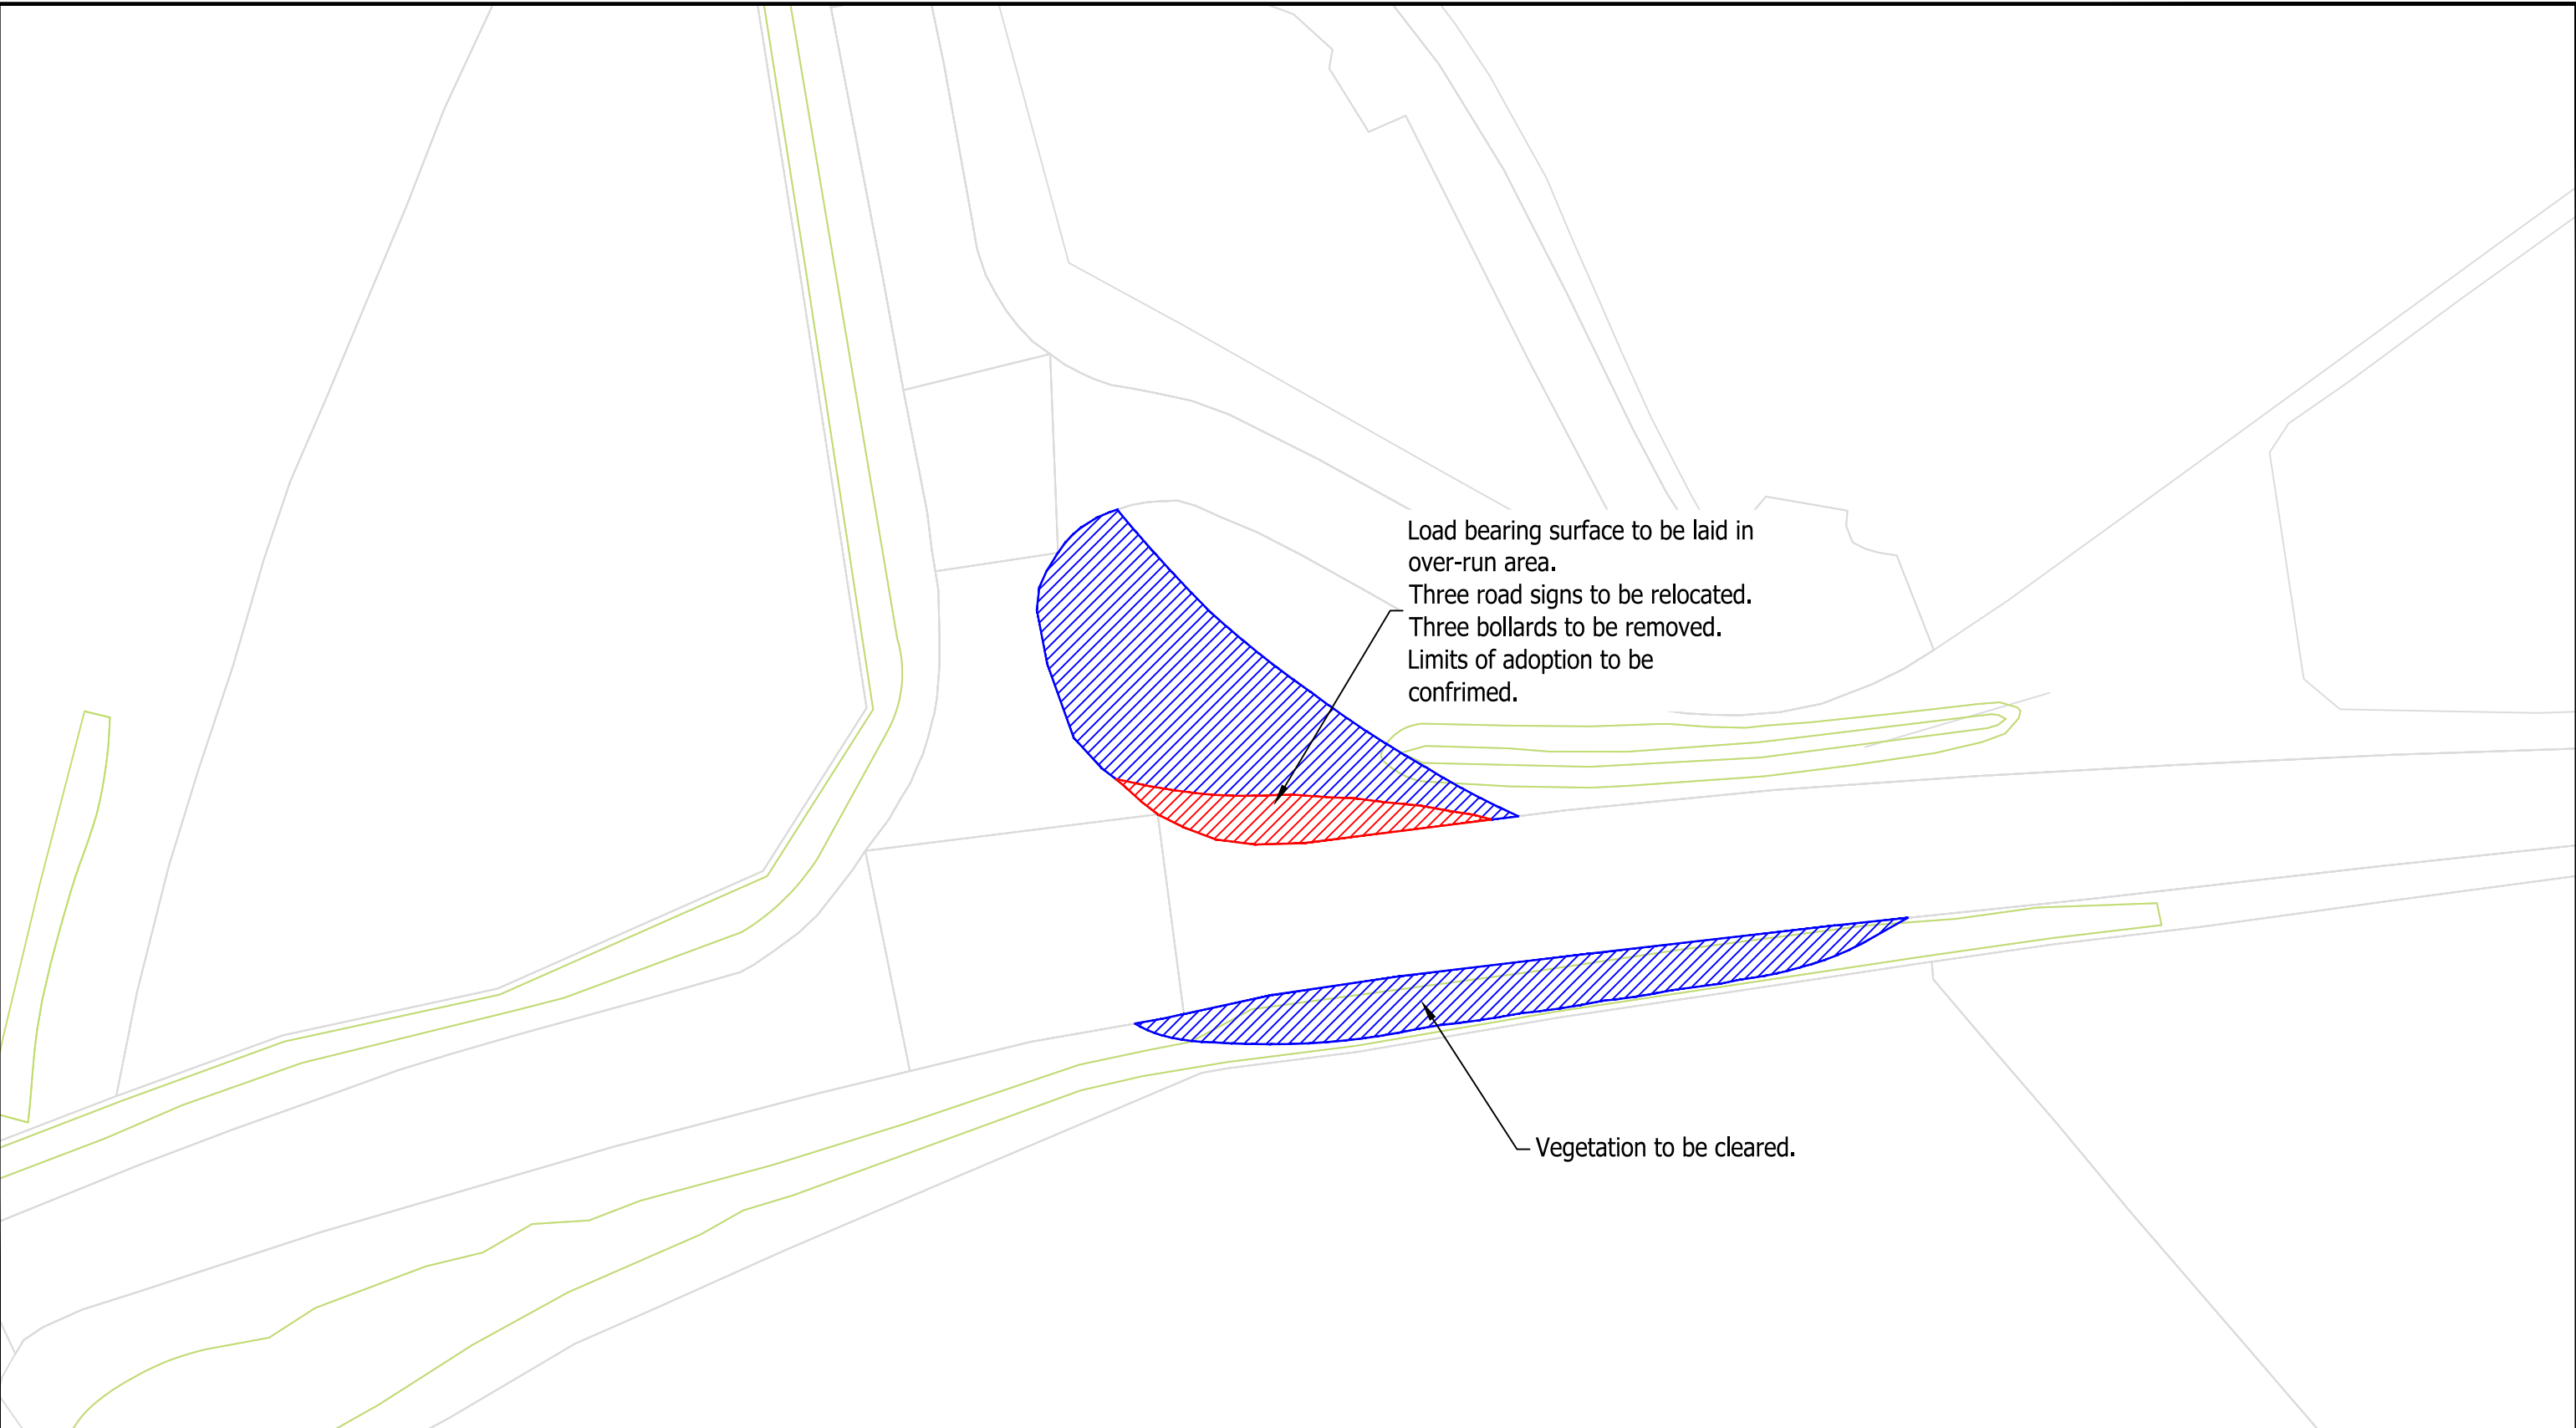 Load bearing surface to be laid in
over-run area.
Three road signs to be relocated.
Three bollards to be removed.
Limits of adoption to be
confrimed.
Vegetation to be cleared.